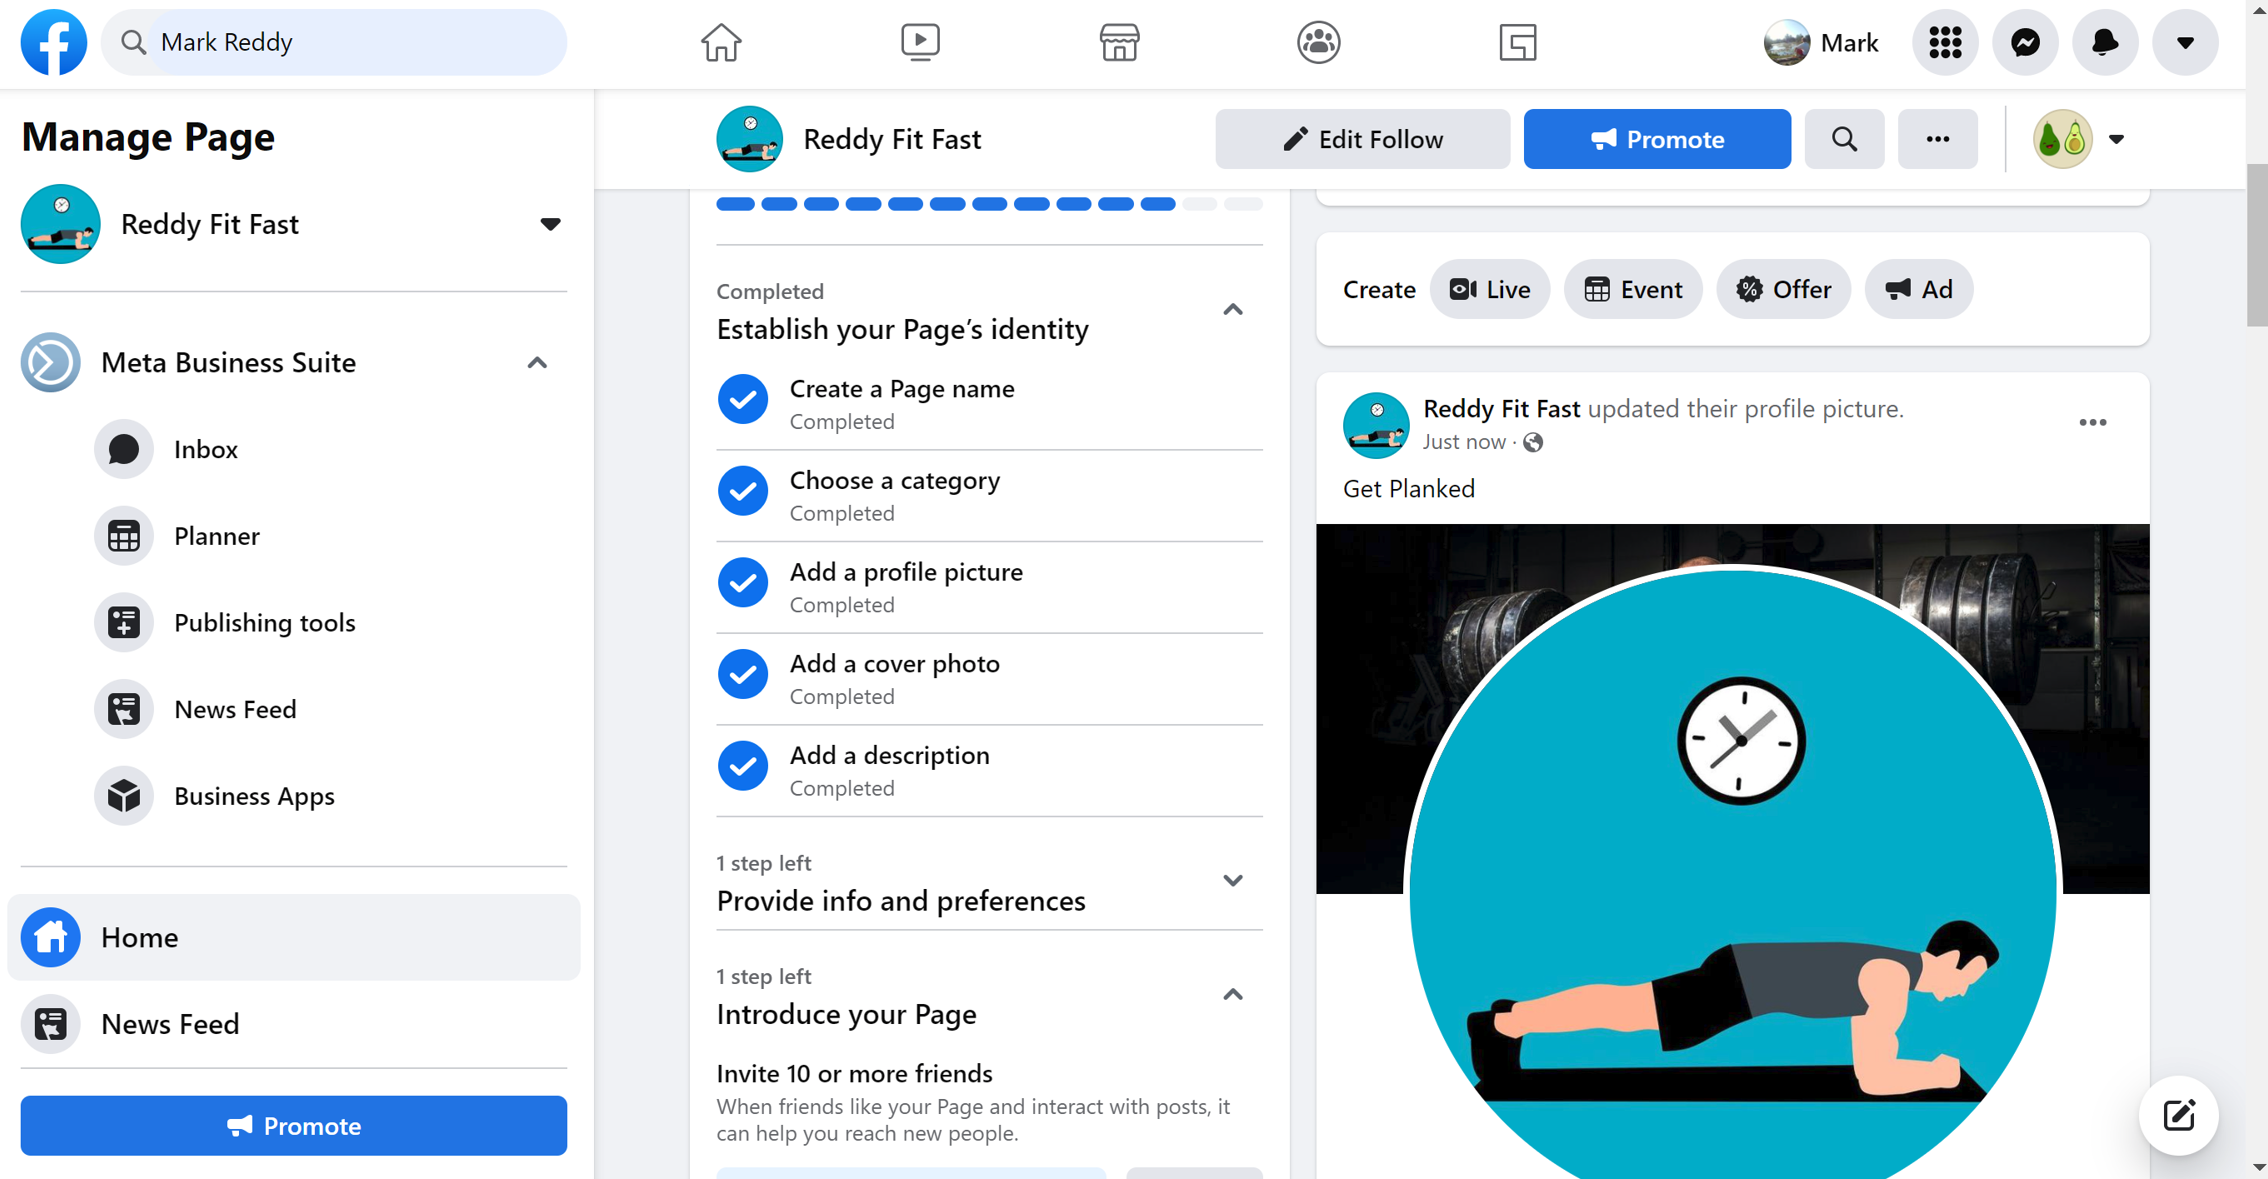 Mark Reddy
Mark
Manage Page
Reddy Fit Fast
Meta Business Suite
Inbox
Planner
Publishing tools
News Feed
Business Apps
Home
News Feed
Promote
Reddy Fit Fast
Edit Follow
Promote
Completed
Establish your Page’s identity
Create a Page name
Completed
Choose a category
Completed
Add a profile picture
Completed
Add a cover photo
Completed
Add a description
Completed
1 step left
Provide info and preferences
1 step left
Introduce your Page
Invite 10 or more friends
When friends like your Page and interact with posts, it
can help you reach new people.
Create Live Event Offer Ad
Reddy Fit Fast updated their profile picture.
Just now ·
Get Planked